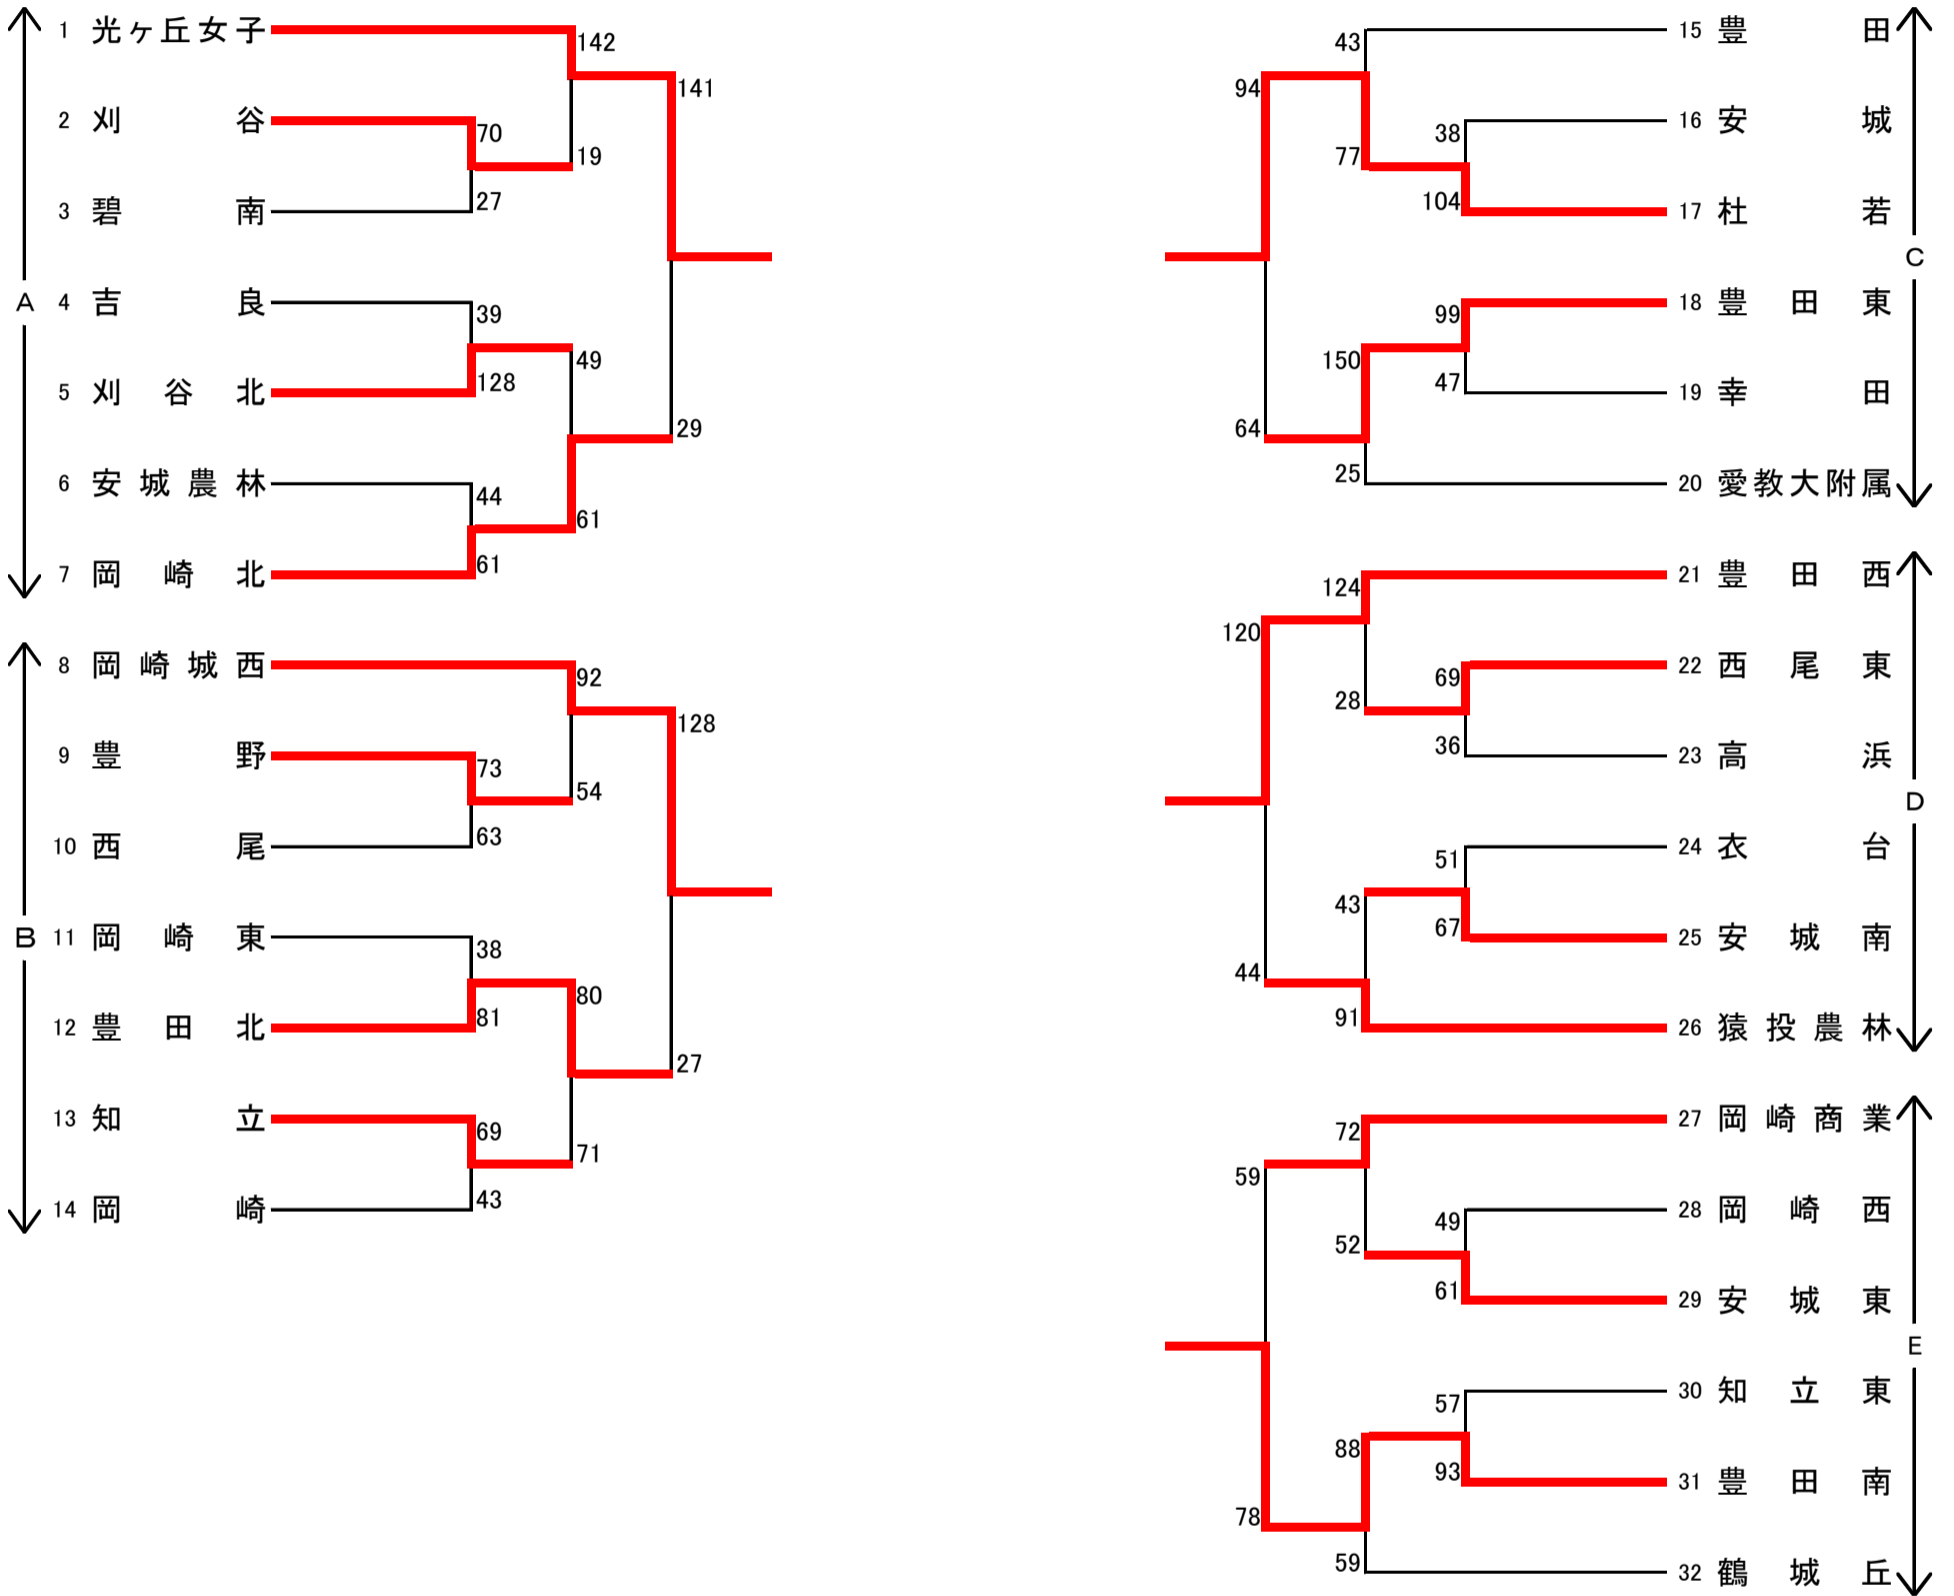 1 光ヶ丘女子
142
141
2 刈谷
70
19
3 碧南
27
A
4 吉良
39
49
5 刈谷北
128
29
6 安城農林
44
61
7 岡崎北
61
8 岡崎城西
92
128
9 豊野
73
54
10 西尾
63
B
11 岡崎東
38
80
12 豊田北
81
27
13 知立
69
71
14 岡崎
43
43
15 豊田
94
16 安城
38
77
104
17 杜若
C
18 豊田東
99
150
47
19 幸田
64
25
20 愛教大附属
21 豊田西
124
120
22 西尾東
69
28
36
23 高浜
D
24 衣台
51
43
67
25 安城南
44
91
26 猿投農林
27 岡崎商業
72
59
28 岡崎西
49
52
61
29 安城東
E
30 知立東
57
88
93
31 豊田南
78
59
32 鶴城丘